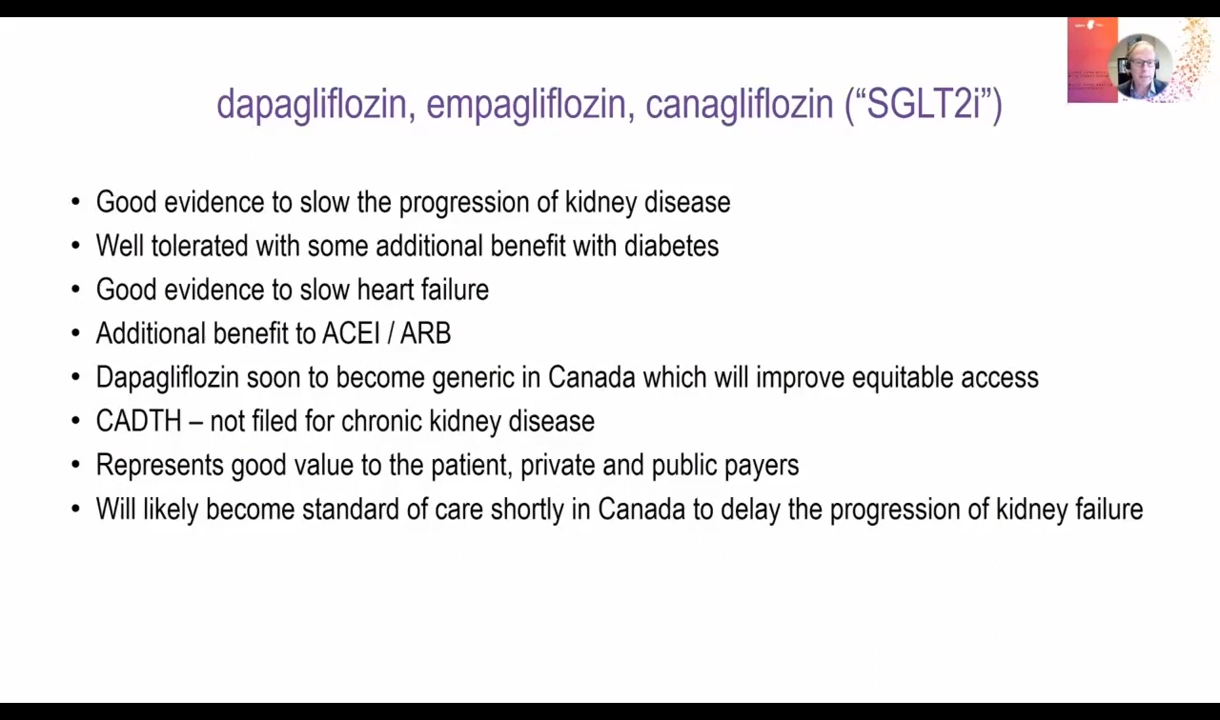 dapagliflozin, empagliflozin, canagliflozin (“SGLT2i”)
• Good evidence to slow the progression of kidney disease
• Well tolerated with some additional benefit with diabetes
• Good evidence to slow heart failure
• Additional benefit to ACEI / ARB
• Dapagliflozin soon to become generic in Canada which will improve equitable access
• CADTH – not filed for chronic kidney disease
• Represents good value to the patient, private and public payers
• Will likely become standard of care shortly in Canada to delay the progression of kidney failure